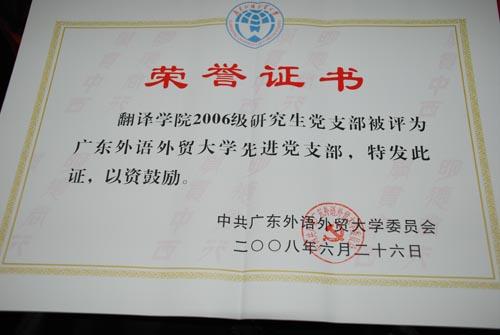 荣誉证书
翻译学院2006级研究生党支部被评为
广东外语外贸大学先进党支部，特发此
证，以资鼓励。
中共广东外语外贸大学委员会
二〇〇八年六月二十六日